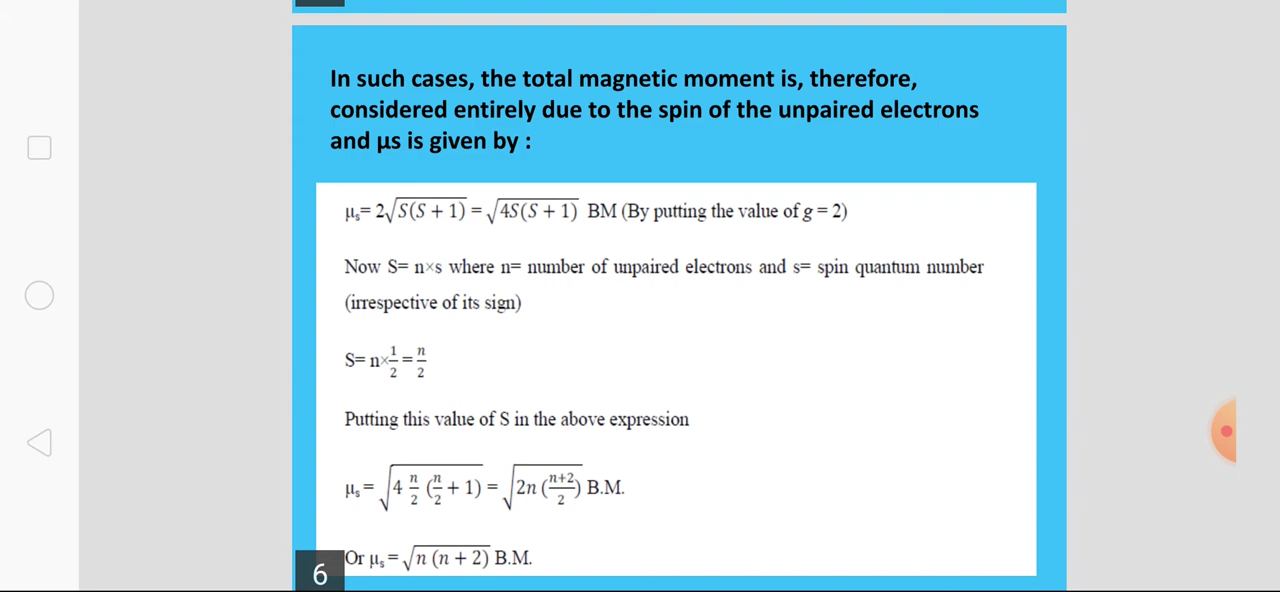 In such cases, the total magnetic moment is, therefore,
considered entirely due to the spin of the unpaired electrons
and μs is given by :
μₛ= 2√S(S + 1) = √4S(S + 1) BM (By putting the value of g = 2)
Now S= n×s where n= number of unpaired electrons and s= spin quantum number
(irrespective of its sign)
S= n×1/2 = n/2
Putting this value of S in the above expression
μₛ = √4 n/2 (n/2 + 1) = √2n (n+2/2) B.M.
Or μₛ = √n (n + 2) B.M.
6